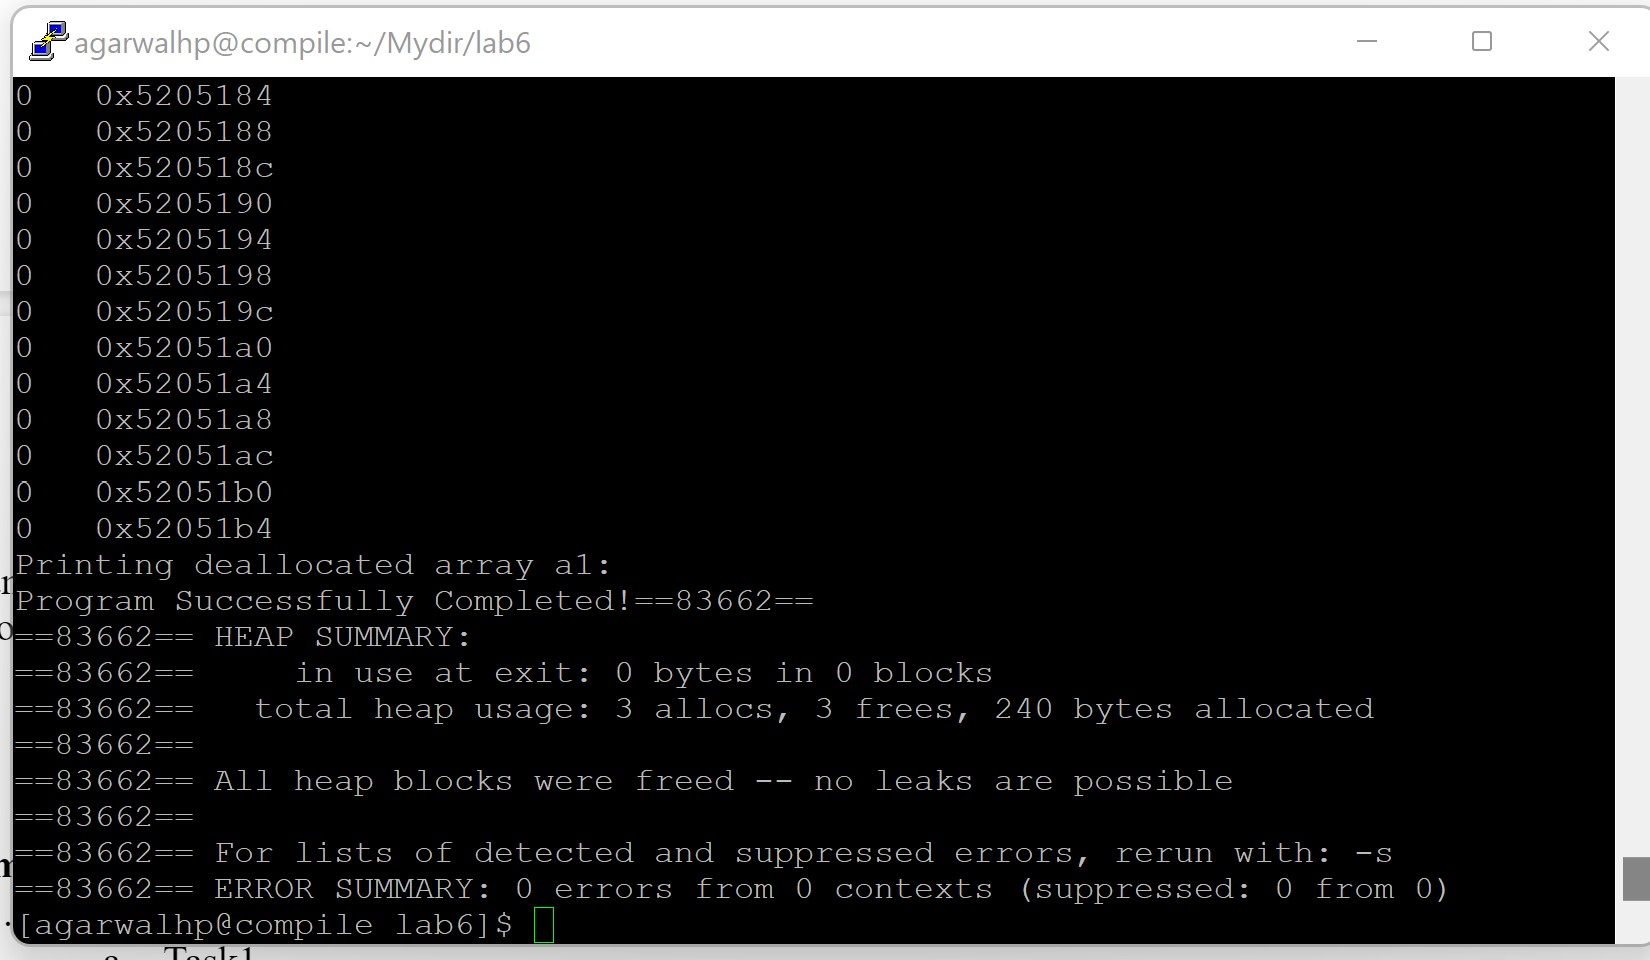 agarwalhp@compile:~/Mydir/lab6
0   0x5205184
0   0x5205188
0   0x520518c
0   0x5205190
0   0x5205194
0   0x5205198
0   0x520519c
0   0x52051a0
0   0x52051a4
0   0x52051a8
0   0x52051ac
0   0x52051b0
0   0x52051b4
Printing deallocated array a1:
Program Successfully Completed!==83662==
==83662== HEAP SUMMARY:
==83662==     in use at exit: 0 bytes in 0 blocks
==83662==   total heap usage: 3 allocs, 3 frees, 240 bytes allocated
==83662==
==83662== All heap blocks were freed -- no leaks are possible
==83662==
==83662== For lists of detected and suppressed errors, rerun with: -s
==83662== ERROR SUMMARY: 0 errors from 0 contexts (suppressed: 0 from 0)
[agarwalhp@compile lab6]$
a. Task1